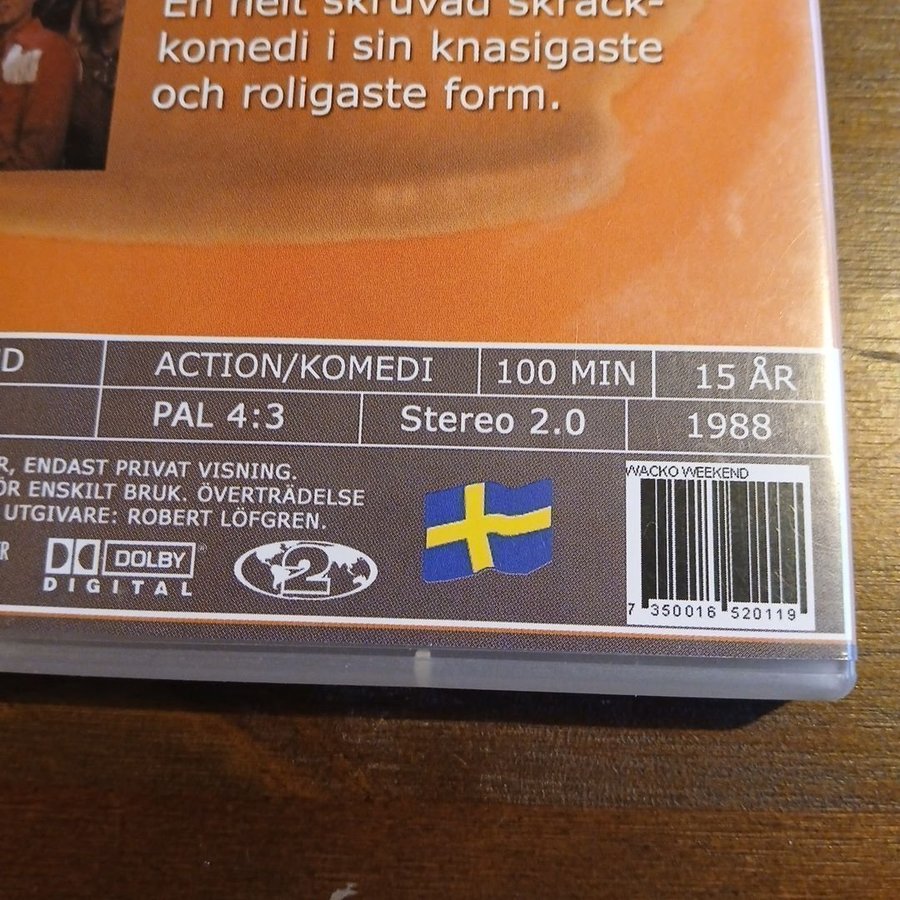 En helt skruvad skräck-
komedi i sin knasigaste
och roligaste form.
D ACTION/KOMEDI 100 MIN 15 ÅR
PAL 4:3 Stereo 2.0 1988
R, ENDAST PRIVAT VISNING.
ÖR ENSKILT BRUK. ÖVERTRÄDELSE
UTGIVARE: ROBERT LÖFGREN.
ER DOLBY DIGITAL 2
WACKO WEEKEND
7 350016 520119